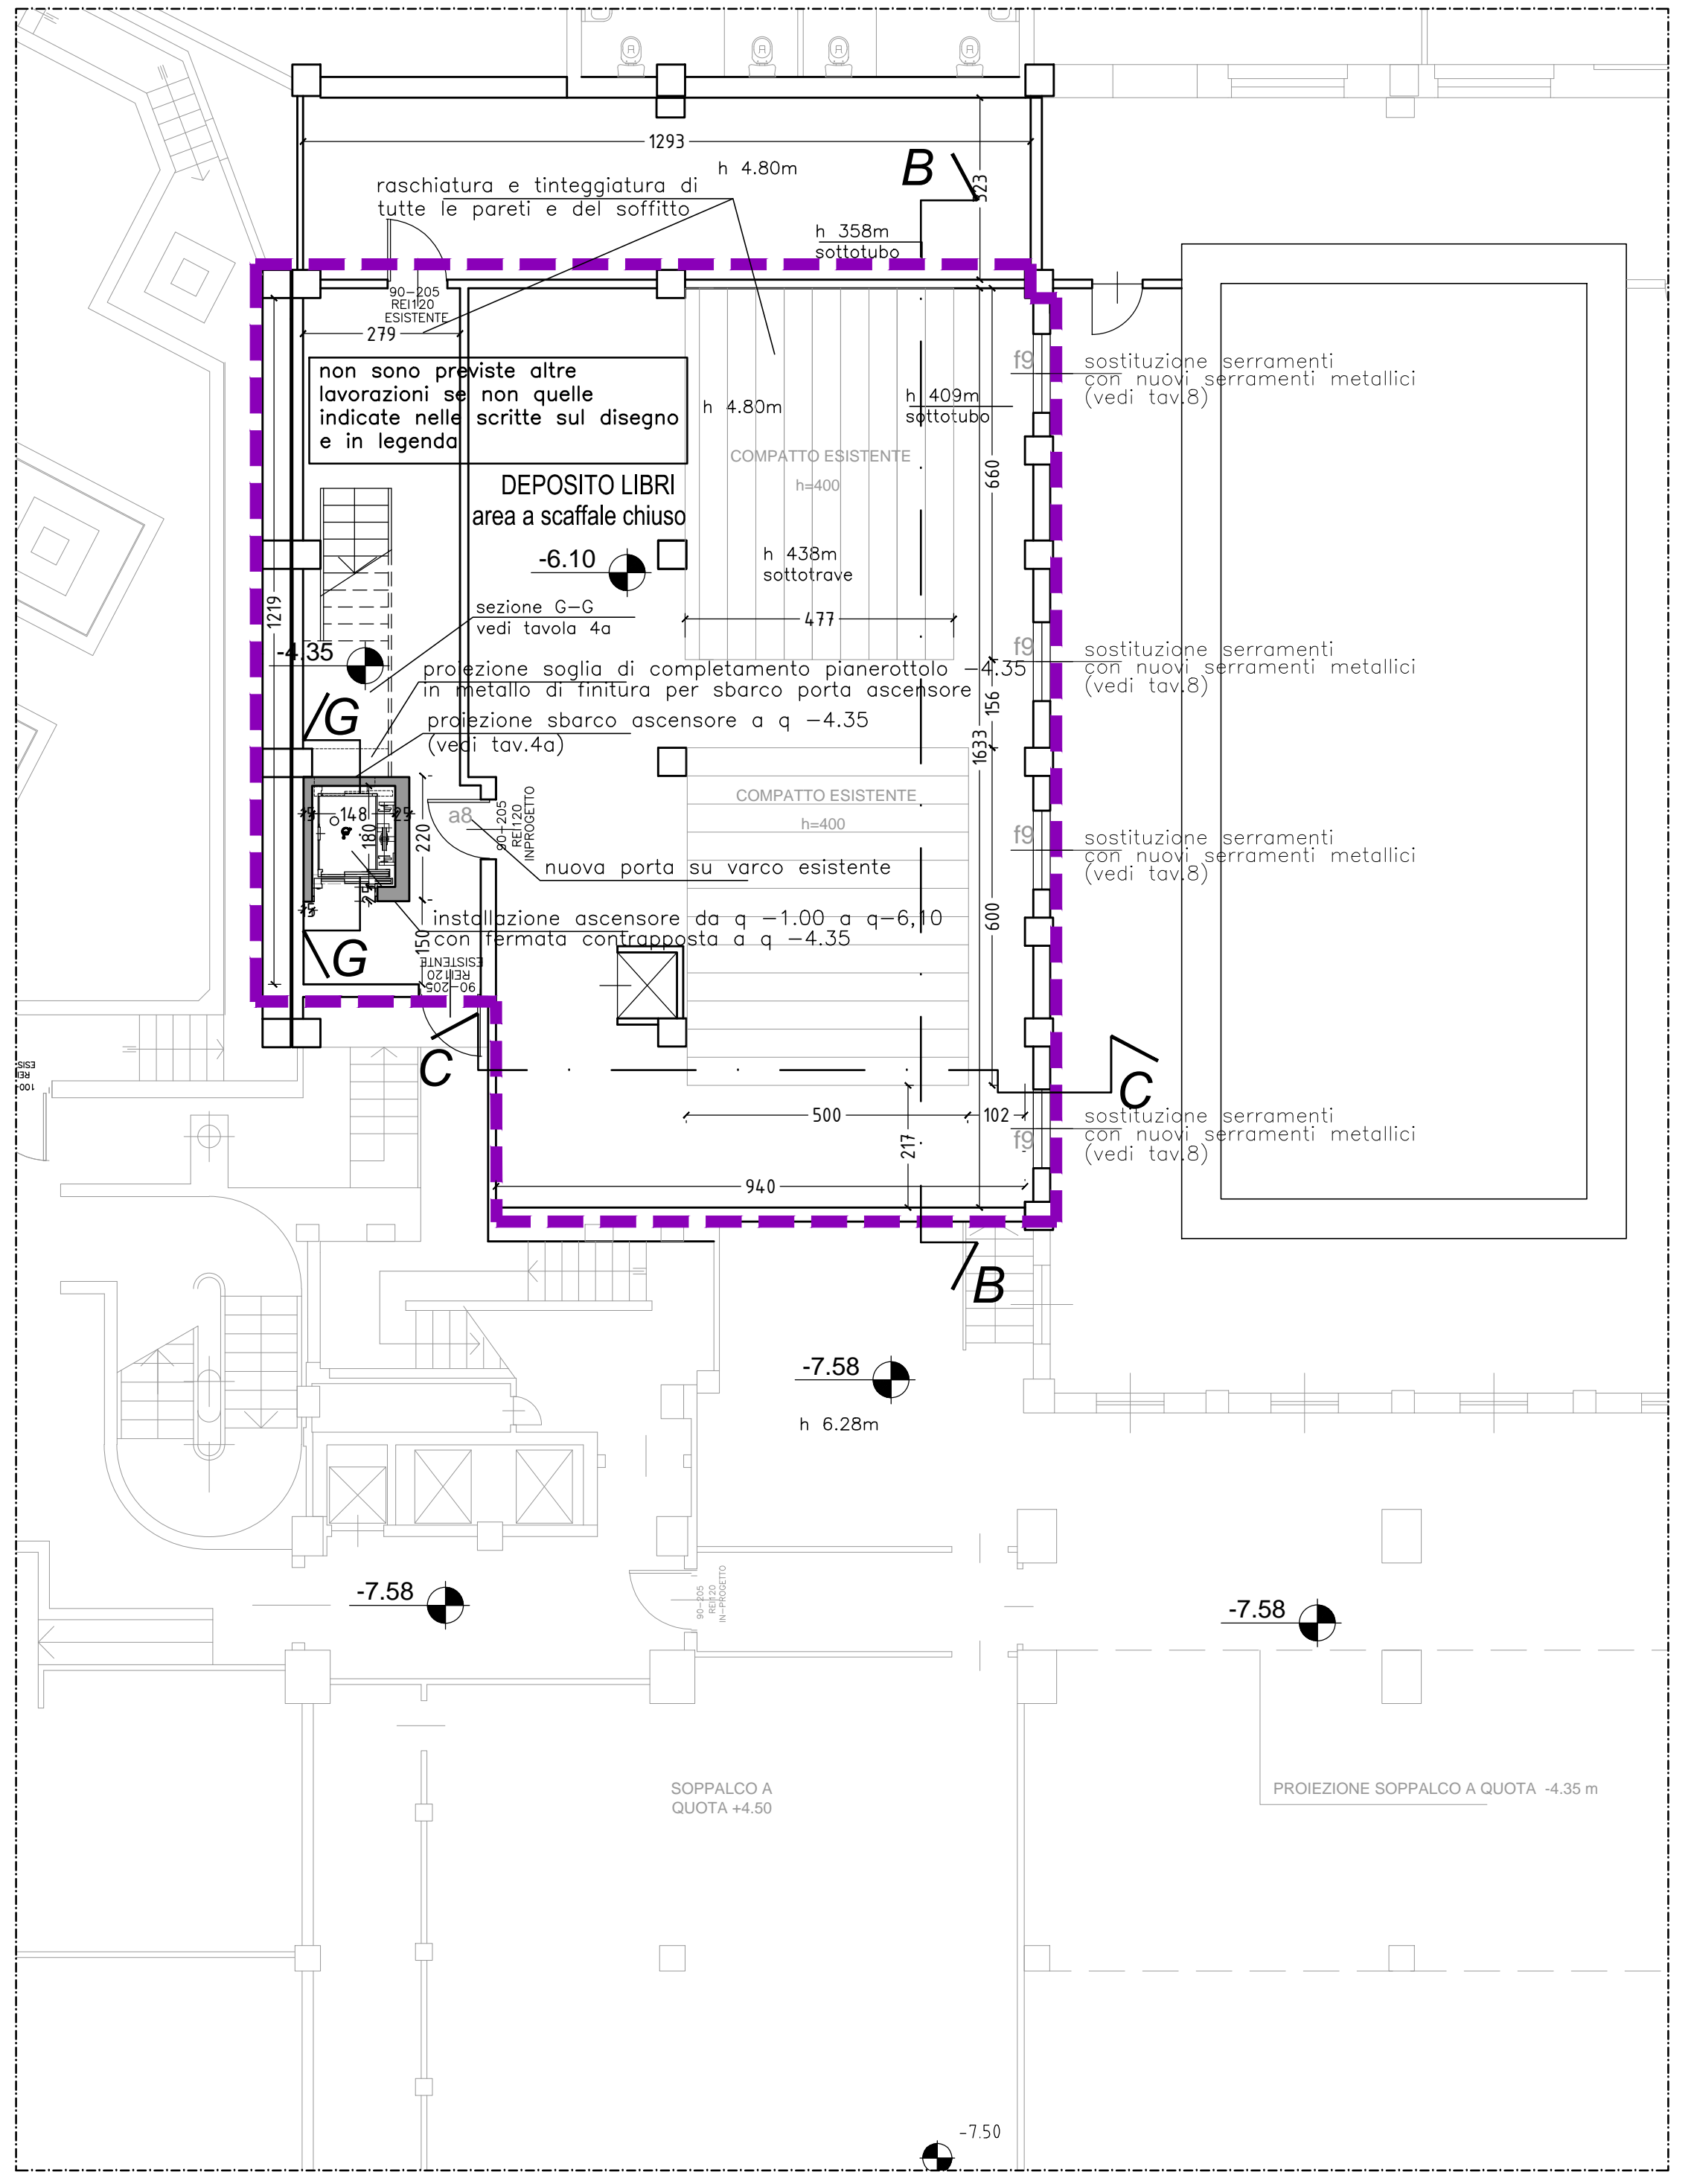 1293
h 4.80m
B
323
raschiatura e tinteggiatura di
tutte le pareti e del soffitto
h 358m
sottotubo
90-205
REI120
ESISTENTE
279
non sono previste altre
lavorazioni se non quelle
indicate nelle scritte sul disegno
e in legenda
h 4.80m
h 409m
sottotubo
f9
sostituzione serramenti
con nuovi serramenti metallici
(vedi tav.8)
COMPATTO ESISTENTE
h=400
660
DEPOSITO LIBRI
area a scaffale chiuso
-6.10
h 438m
sottotrave
1219
sezione G-G
vedi tavola 4a
477
-4.35
proiezione soglia di completamento pianerottolo -4.35
in metallo di finitura per sbarco porta ascensore
f9
sostituzione serramenti
con nuovi serramenti metallici
(vedi tav.8)
156
G
proiezione sbarco ascensore a q -4.35
(vedi tav.4a)
1633
COMPATTO ESISTENTE
h=400
148
25
180
220
a8
90-205
REI120
INPROGETTO
f9
sostituzione serramenti
con nuovi serramenti metallici
(vedi tav.8)
nuova porta su varco esistente
25
installazione ascensore da q -1.00 a q-6,10
con fermata contrapposta a q -4.35
600
150
G
90-205
REI120
ESISTENTE
C
C
ESIS
REI
100-
500
102
217
f9
sostituzione serramenti
con nuovi serramenti metallici
(vedi tav.8)
940
B
-7.58
h 6.28m
-7.58
90-205
REI120
IN-PROGETTO
-7.58
SOPPALCO A
QUOTA +4.50
PROIEZIONE SOPPALCO A QUOTA -4.35 m
-7.50